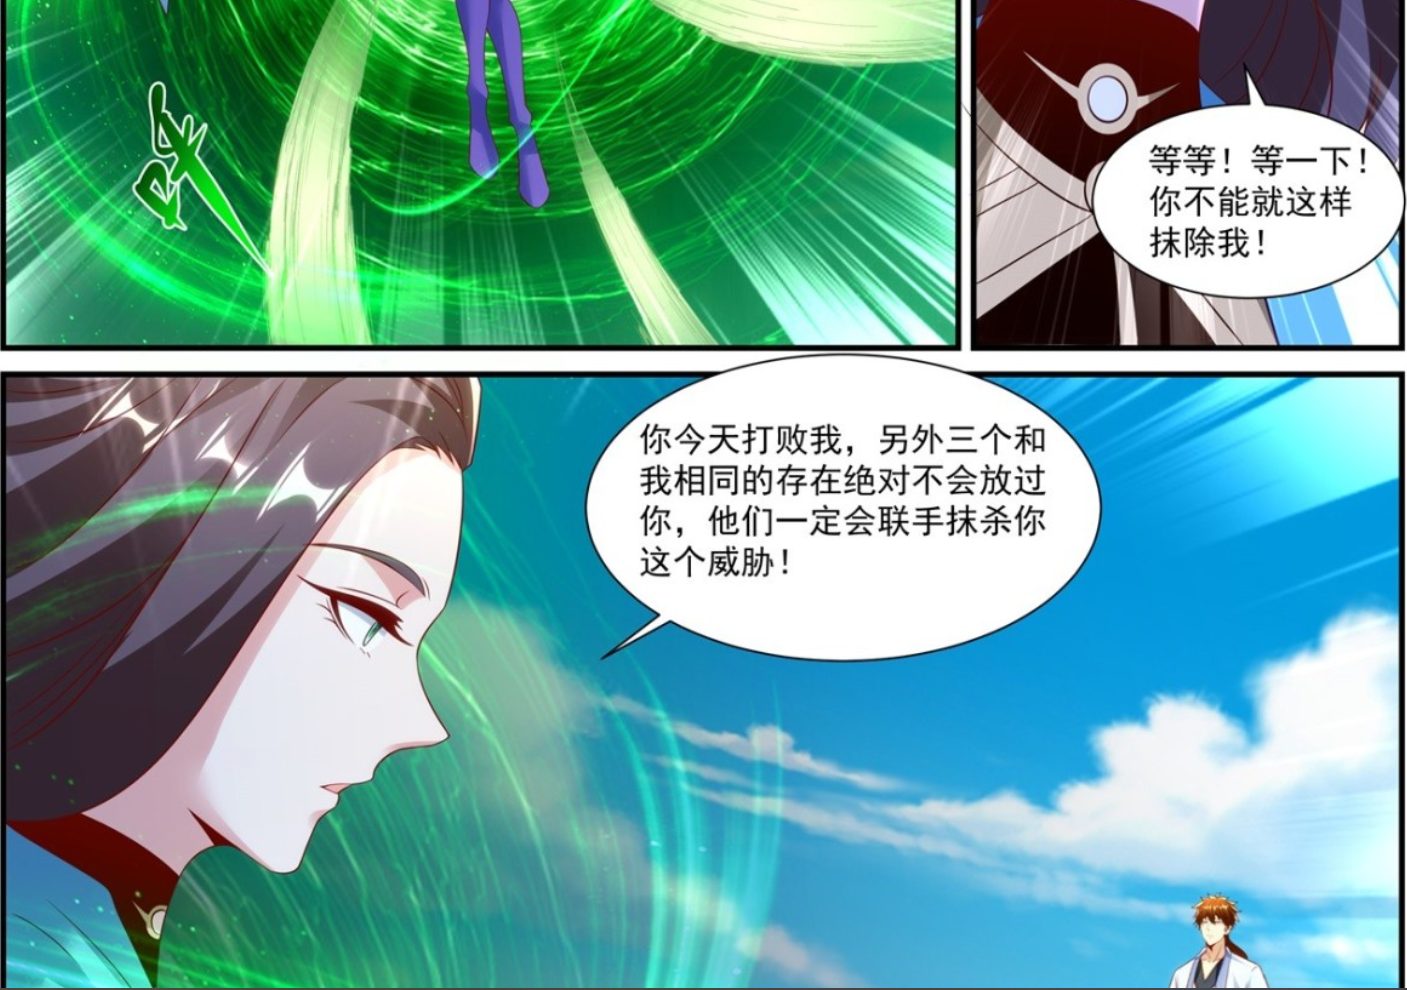 呼
等等！等一下！
你不能就这样
抹除我！
你今天打败我，另外三个和
我相同的存在绝对不会放过
你，他们一定会联手抹杀你
这个威胁！